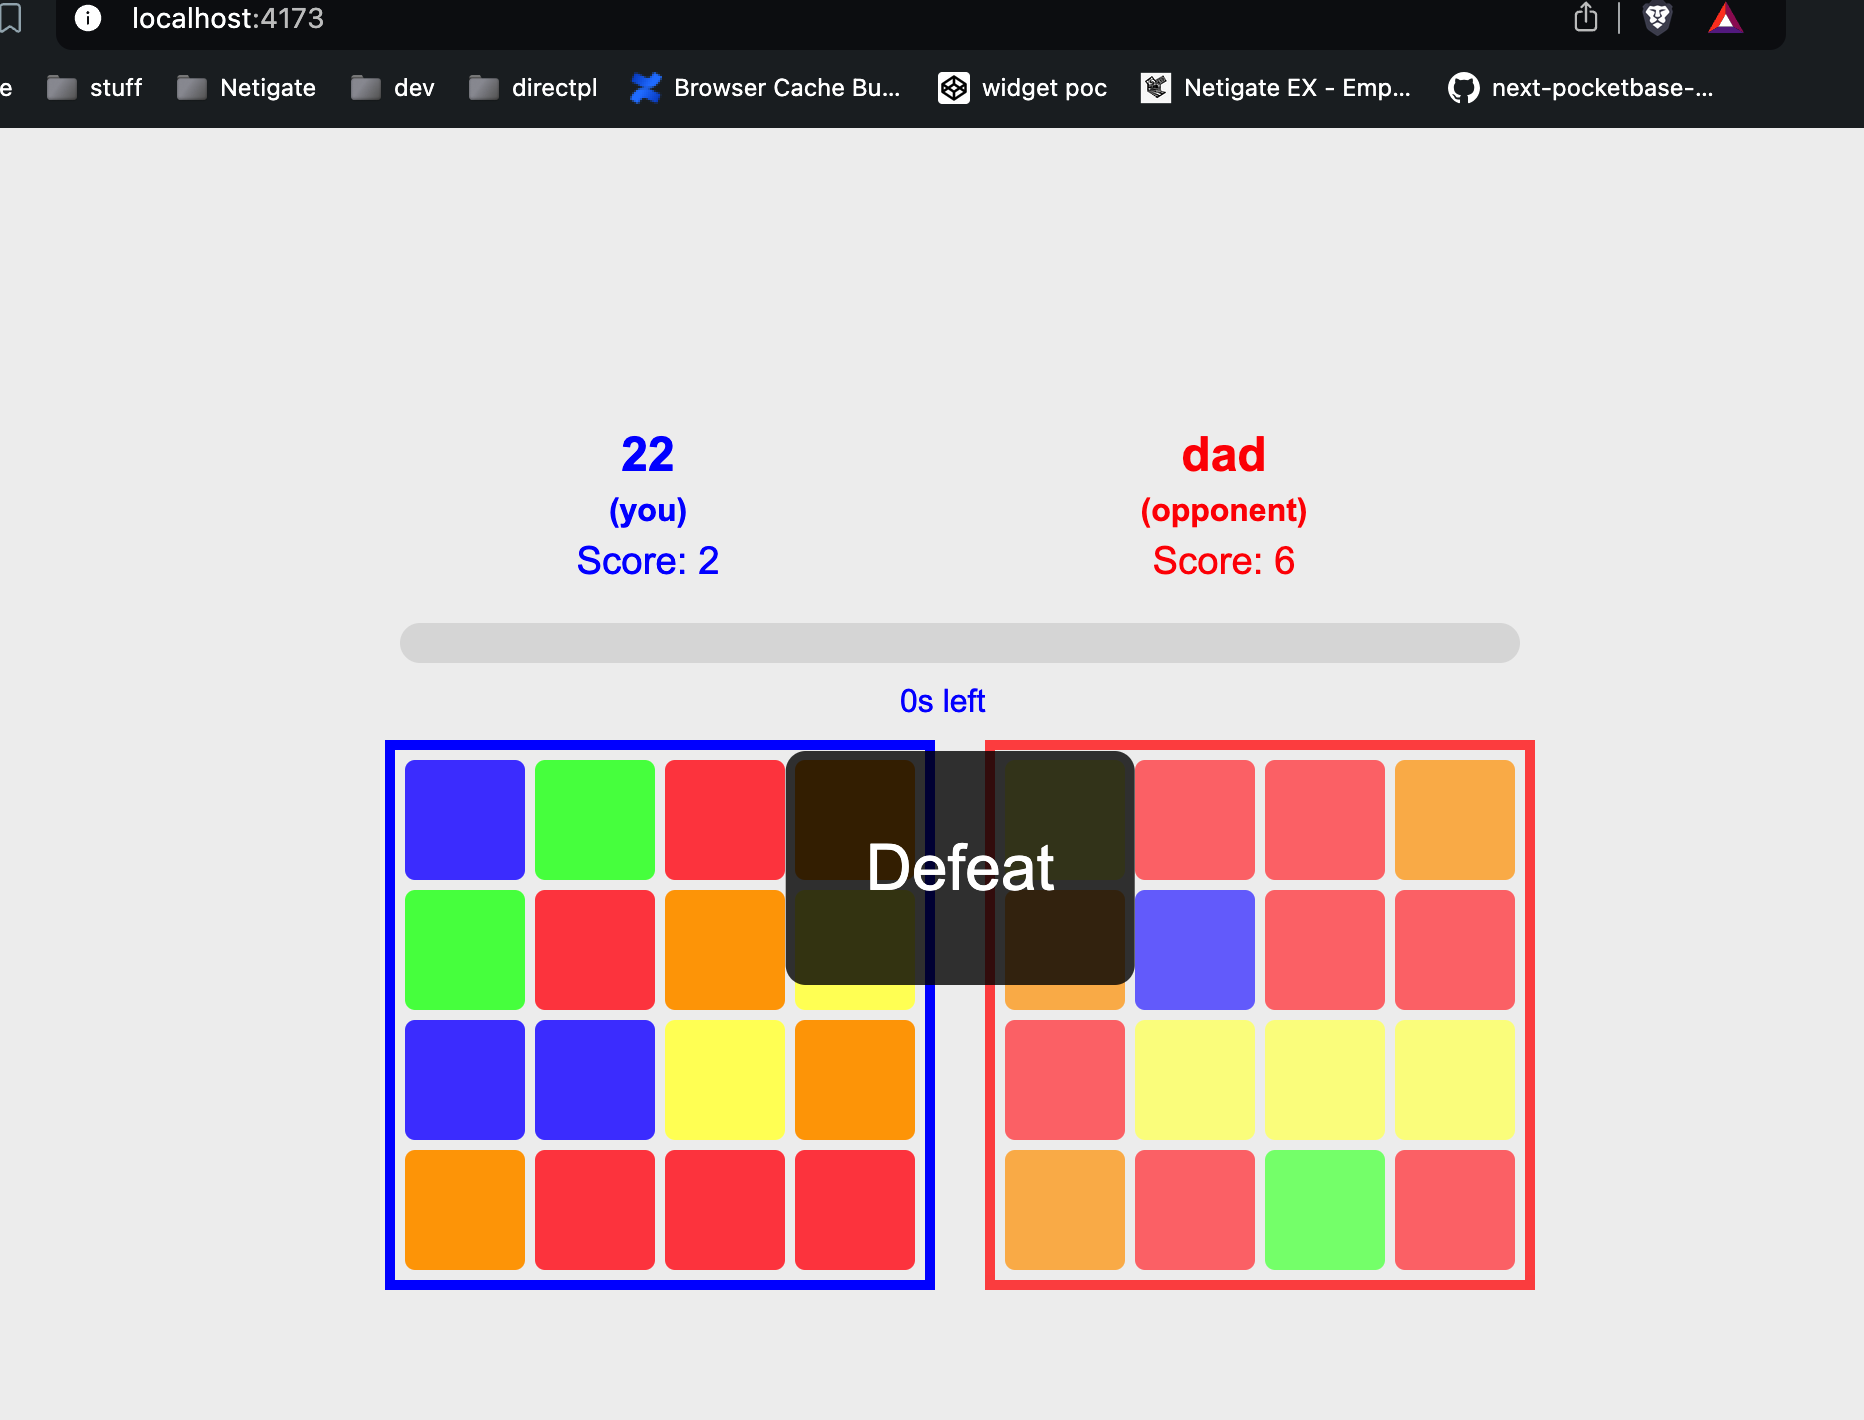 localhost:4173
e stuff Netigate dev directpl Browser Cache Bu... widget poc Netigate EX - Emp... next-pocketbase-...
22 dad
(you) (opponent)
Score: 2 Score: 6
0s left
Defeat